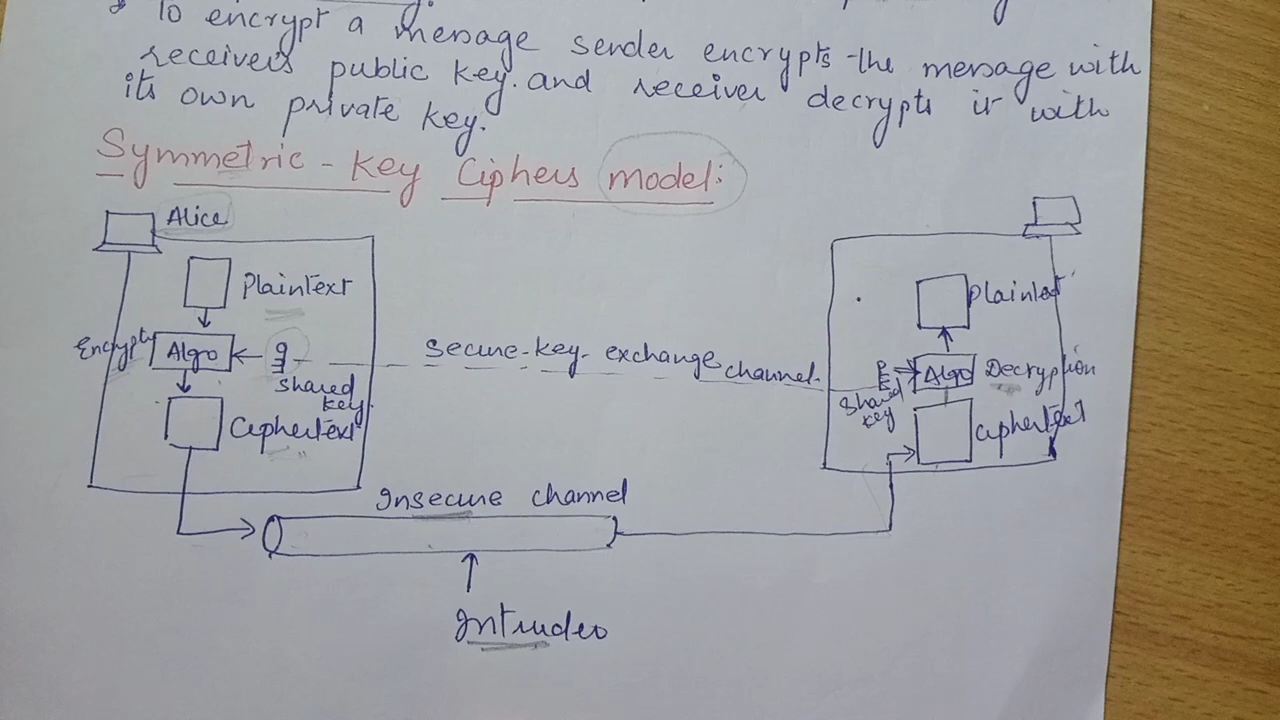 To encrypt a message sender encrypts the message with
receivers public key. and receiver decrypts it with
its own private key.
Symmetric-Key Ciphers model:
Alice
Plaintext
Encrypty
Algo
shared
key.
Ciphertext
Secure-Key-exchange channel.
Plaintext
Algo
Decryption
Shared
key
Ciphertext
Insecure channel
Intruder